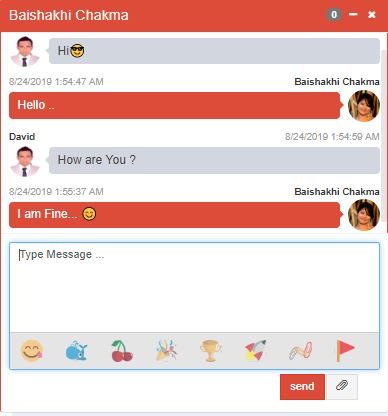 Baishakhi Chakma 0
Hi😎
8/24/2019 1:54:47 AM Baishakhi Chakma
Hello ..
David 8/24/2019 1:54:59 AM
How are You ?
8/24/2019 1:55:37 AM Baishakhi Chakma
I am Fine... 😊
Type Message ...
send